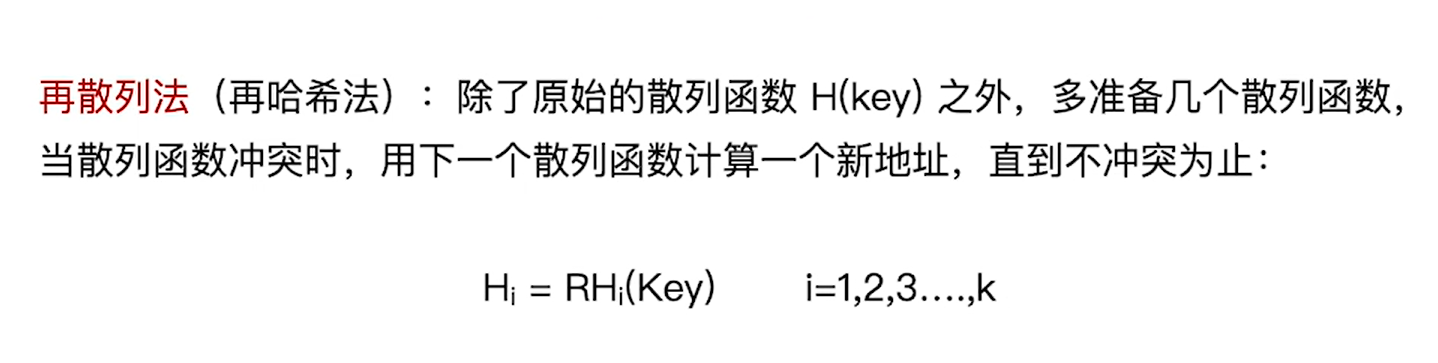 再散列法（再哈希法）：除了原始的散列函数 H(key) 之外，多准备几个散列函数，
当散列函数冲突时，用下一个散列函数计算一个新地址，直到不冲突为止：
Hᵢ = RHᵢ(Key) i=1,2,3….,k